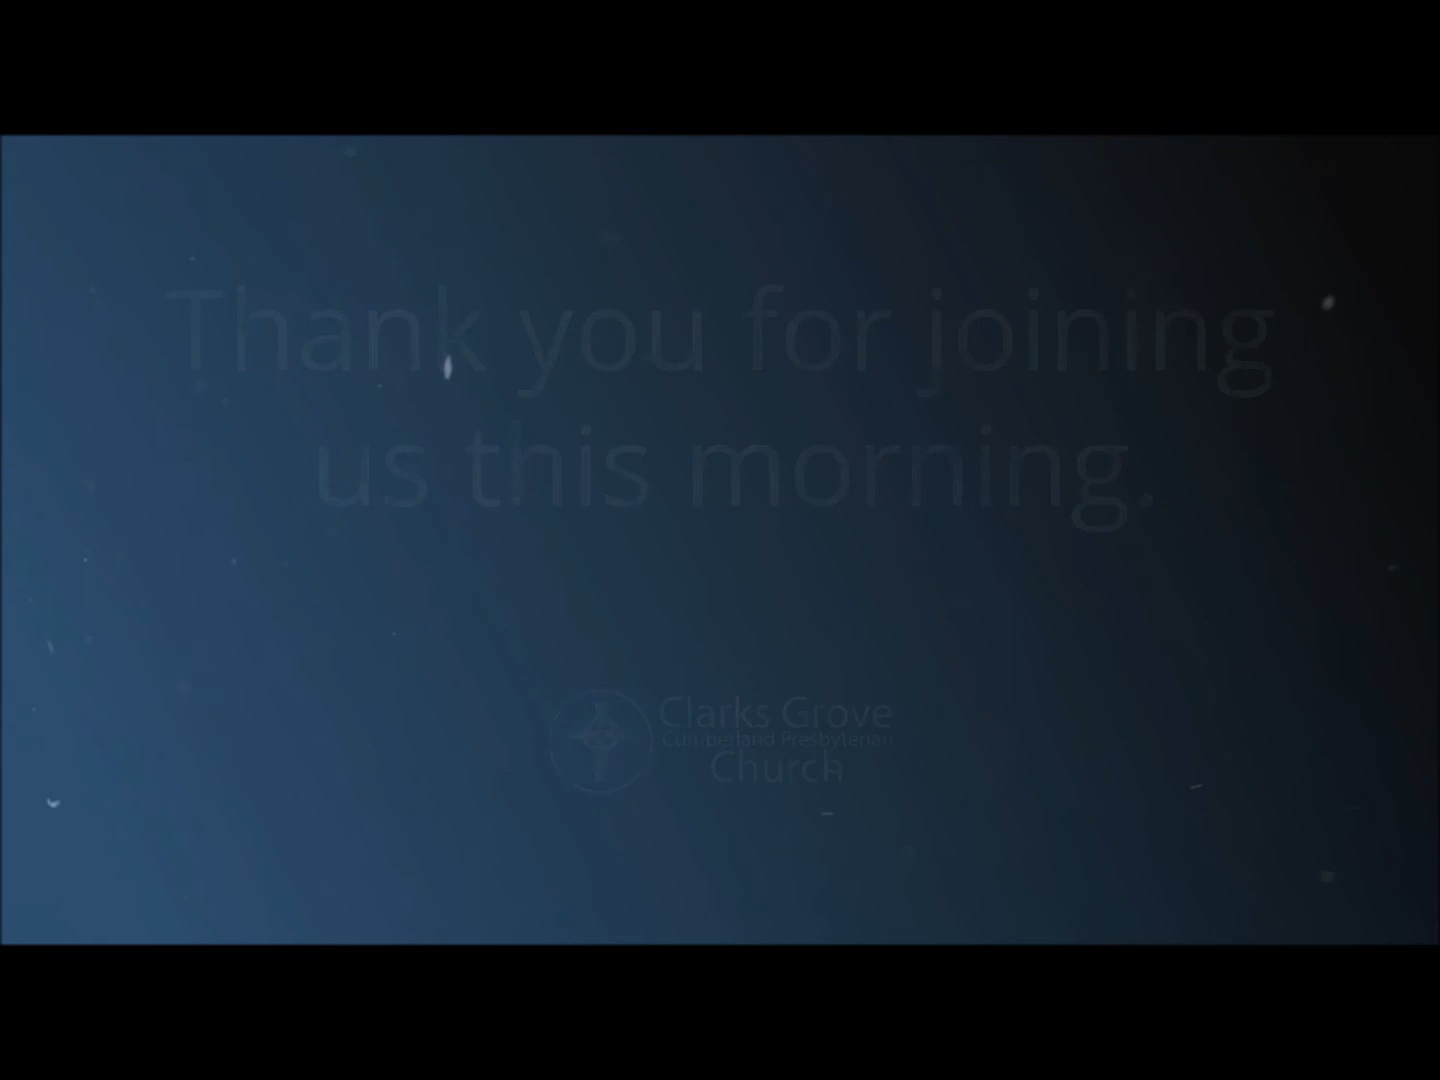 Thank you for joining
us this morning.
Clarks Grove
Cumberland Presbyterian
Church